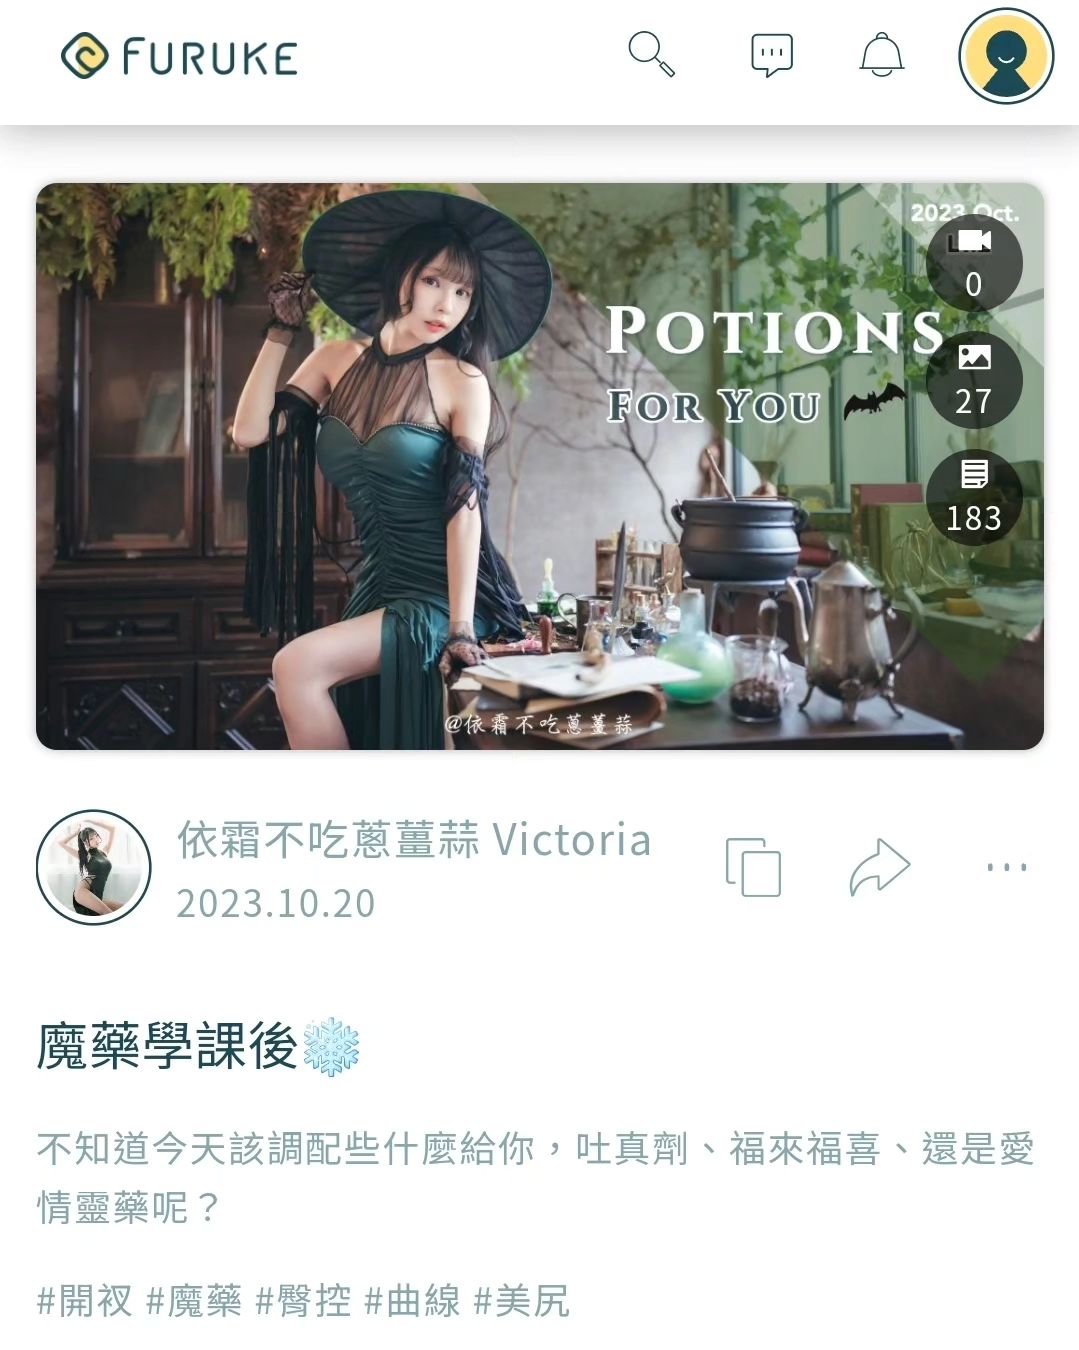 FURUKE
2023 Oct.
0
POTIONS
27
FOR YOU
183
@依霜不吃蔥薑蒜
依霜不吃蔥薑蒜 Victoria
2023.10.20
魔藥學課後
不知道今天該調配些什麼給你，吐真劑、福來福喜、還是愛
情靈藥呢？
#開衩 #魔藥 #臀控 #曲線 #美尻